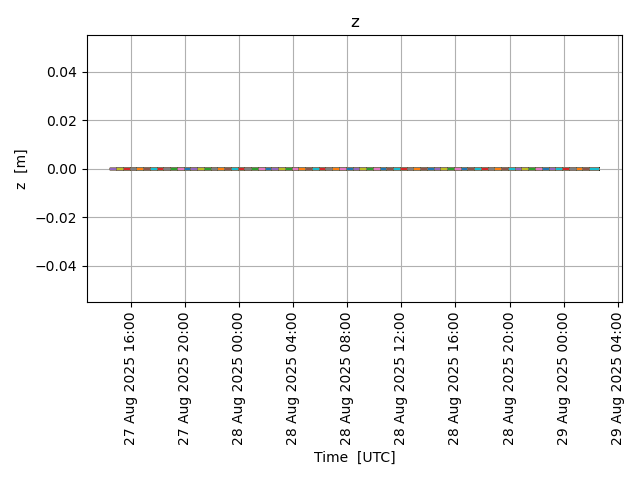 z
0.04
0.02
0.00
−0.02
−0.04
z [m]
27 Aug 2025 16:00
27 Aug 2025 20:00
28 Aug 2025 00:00
28 Aug 2025 04:00
28 Aug 2025 08:00
28 Aug 2025 12:00
28 Aug 2025 16:00
28 Aug 2025 20:00
29 Aug 2025 00:00
29 Aug 2025 04:00
Time [UTC]